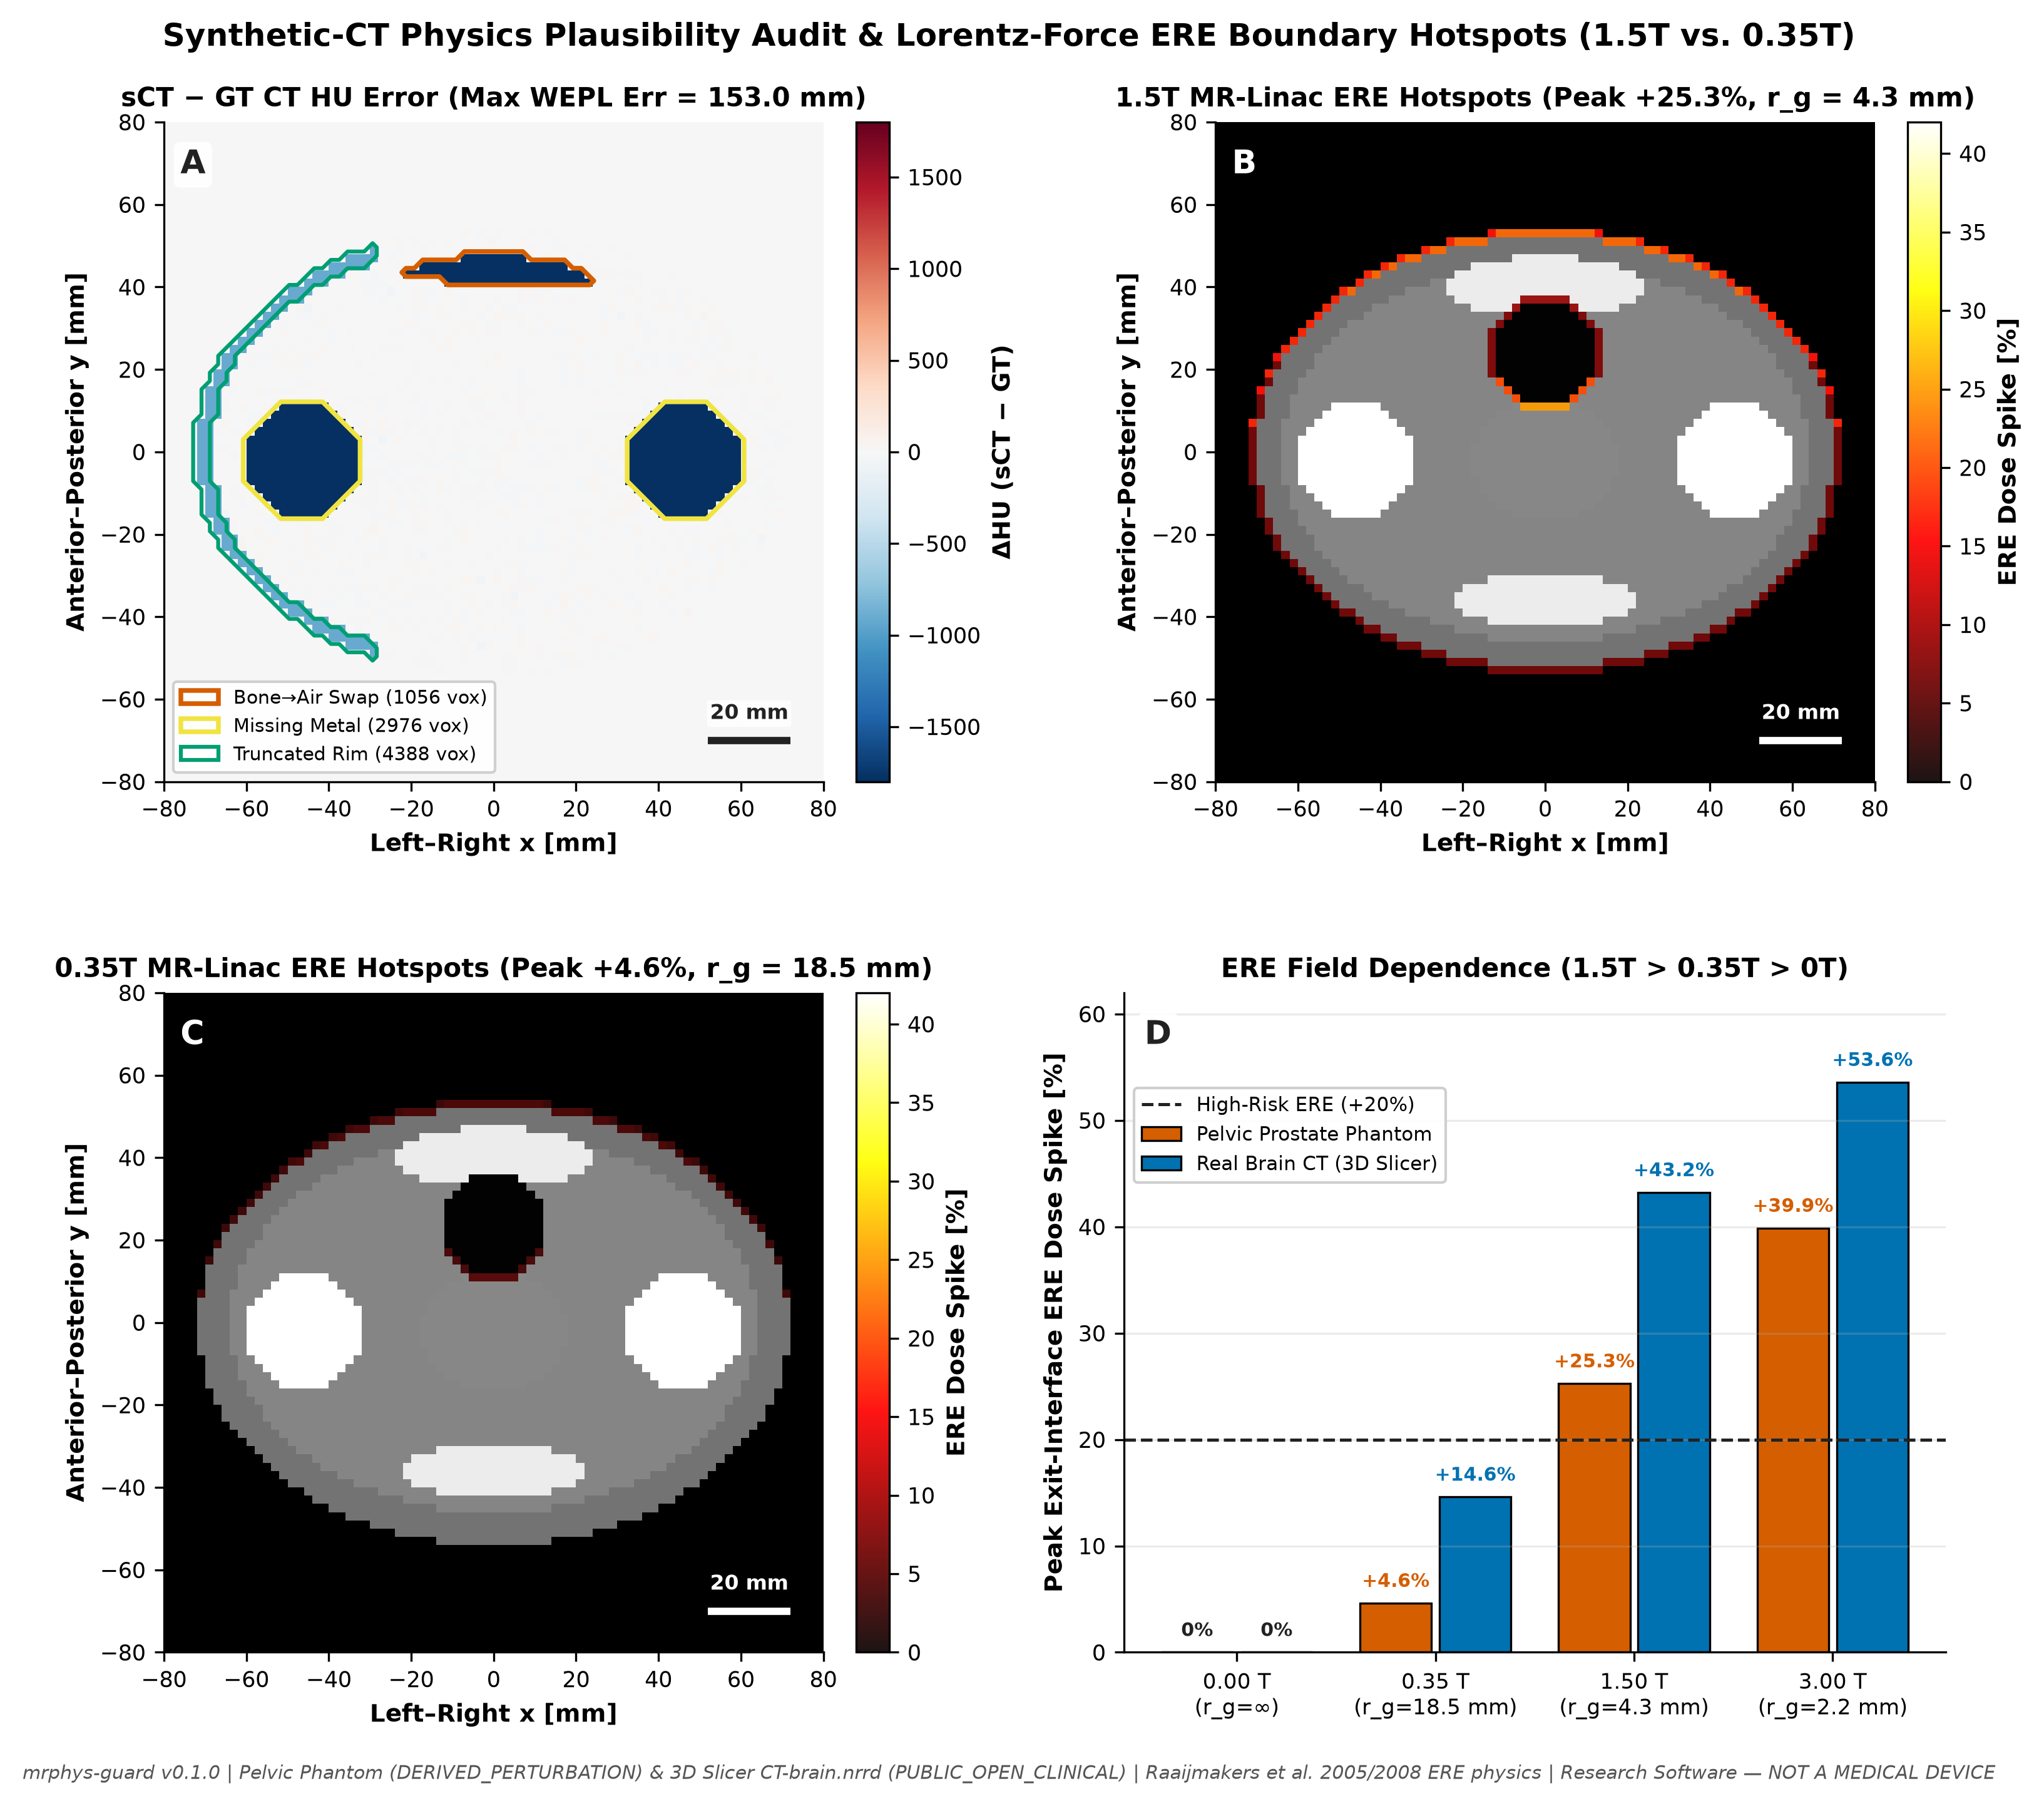 Synthetic-CT Physics Plausibility Audit & Lorentz-Force ERE Boundary Hotspots (1.5T vs. 0.35T)
sCT − GT CT HU Error (Max WEPL Err = 153.0 mm)
A
80
60
40
20
0
−20
−40
−60
−80
Anterior–Posterior y [mm]
Bone→Air Swap (1056 vox)
Missing Metal (2976 vox)
Truncated Rim (4388 vox)
20 mm
−80 −60 −40 −20 0 20 40 60 80
Left–Right x [mm]
1500
1000
500
0
−500
−1000
−1500
ΔHU (sCT − GT)
1.5T MR-Linac ERE Hotspots (Peak +25.3%, r_g = 4.3 mm)
B
80
60
40
20
0
−20
−40
−60
−80
Anterior–Posterior y [mm]
20 mm
−80 −60 −40 −20 0 20 40 60 80
Left–Right x [mm]
40
35
30
25
20
15
10
5
0
ERE Dose Spike [%]
0.35T MR-Linac ERE Hotspots (Peak +4.6%, r_g = 18.5 mm)
C
80
60
40
20
0
−20
−40
−60
−80
Anterior–Posterior y [mm]
20 mm
−80 −60 −40 −20 0 20 40 60 80
Left–Right x [mm]
40
35
30
25
20
15
10
5
0
ERE Dose Spike [%]
ERE Field Dependence (1.5T > 0.35T > 0T)
D
60
50
40
30
20
10
0
Peak Exit-Interface ERE Dose Spike [%]
High-Risk ERE (+20%)
Pelvic Prostate Phantom
Real Brain CT (3D Slicer)
0% 0%
+4.6% +14.6%
+25.3% +43.2%
+39.9% +53.6%
0.00 T 0.35 T 1.50 T 3.00 T
(r_g=∞) (r_g=18.5 mm) (r_g=4.3 mm) (r_g=2.2 mm)
mrphys-guard v0.1.0 | Pelvic Phantom (DERIVED_PERTURBATION) & 3D Slicer CT-brain.nrrd (PUBLIC_OPEN_CLINICAL) | Raaijmakers et al. 2005/2008 ERE physics | Research Software — NOT A MEDICAL DEVICE